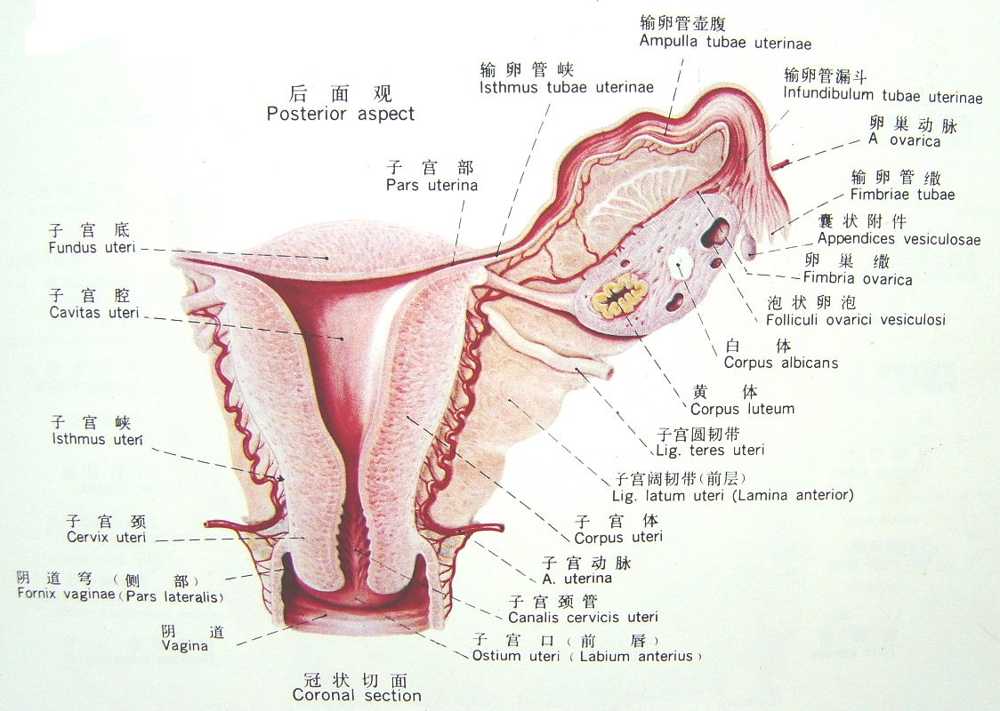 输卵管壶腹
Ampulla tubae uterinae
输卵管峡
Isthmus tubae uterinae
输卵管漏斗
Infundibulum tubae uterinae
后面观
Posterior aspect
卵巢动脉
A ovarica
子宫部
Pars uterina
输卵管繖
Fimbriae tubae
子宫底
Fundus uteri
囊状附件
Appendices vesiculosae
卵巢繖
Fimbria ovarica
子宫腔
Cavitas uteri
泡状卵泡
Folliculi ovarici vesiculosi
白体
Corpus albicans
黄体
Corpus luteum
子宫峡
Isthmus uteri
子宫圆韧带
Lig. teres uteri
子宫阔韧带(前层)
Lig. latum uteri (Lamina anterior)
子宫颈
Cervix uteri
子宫体
Corpus uteri
子宫动脉
A. uterina
阴道穹(侧部)
Fornix vaginae (Pars lateralis)
子宫颈管
Canalis cervicis uteri
阴道
Vagina
子宫口(前唇)
Ostium uteri (Labium anterius)
冠状切面
Coronal section